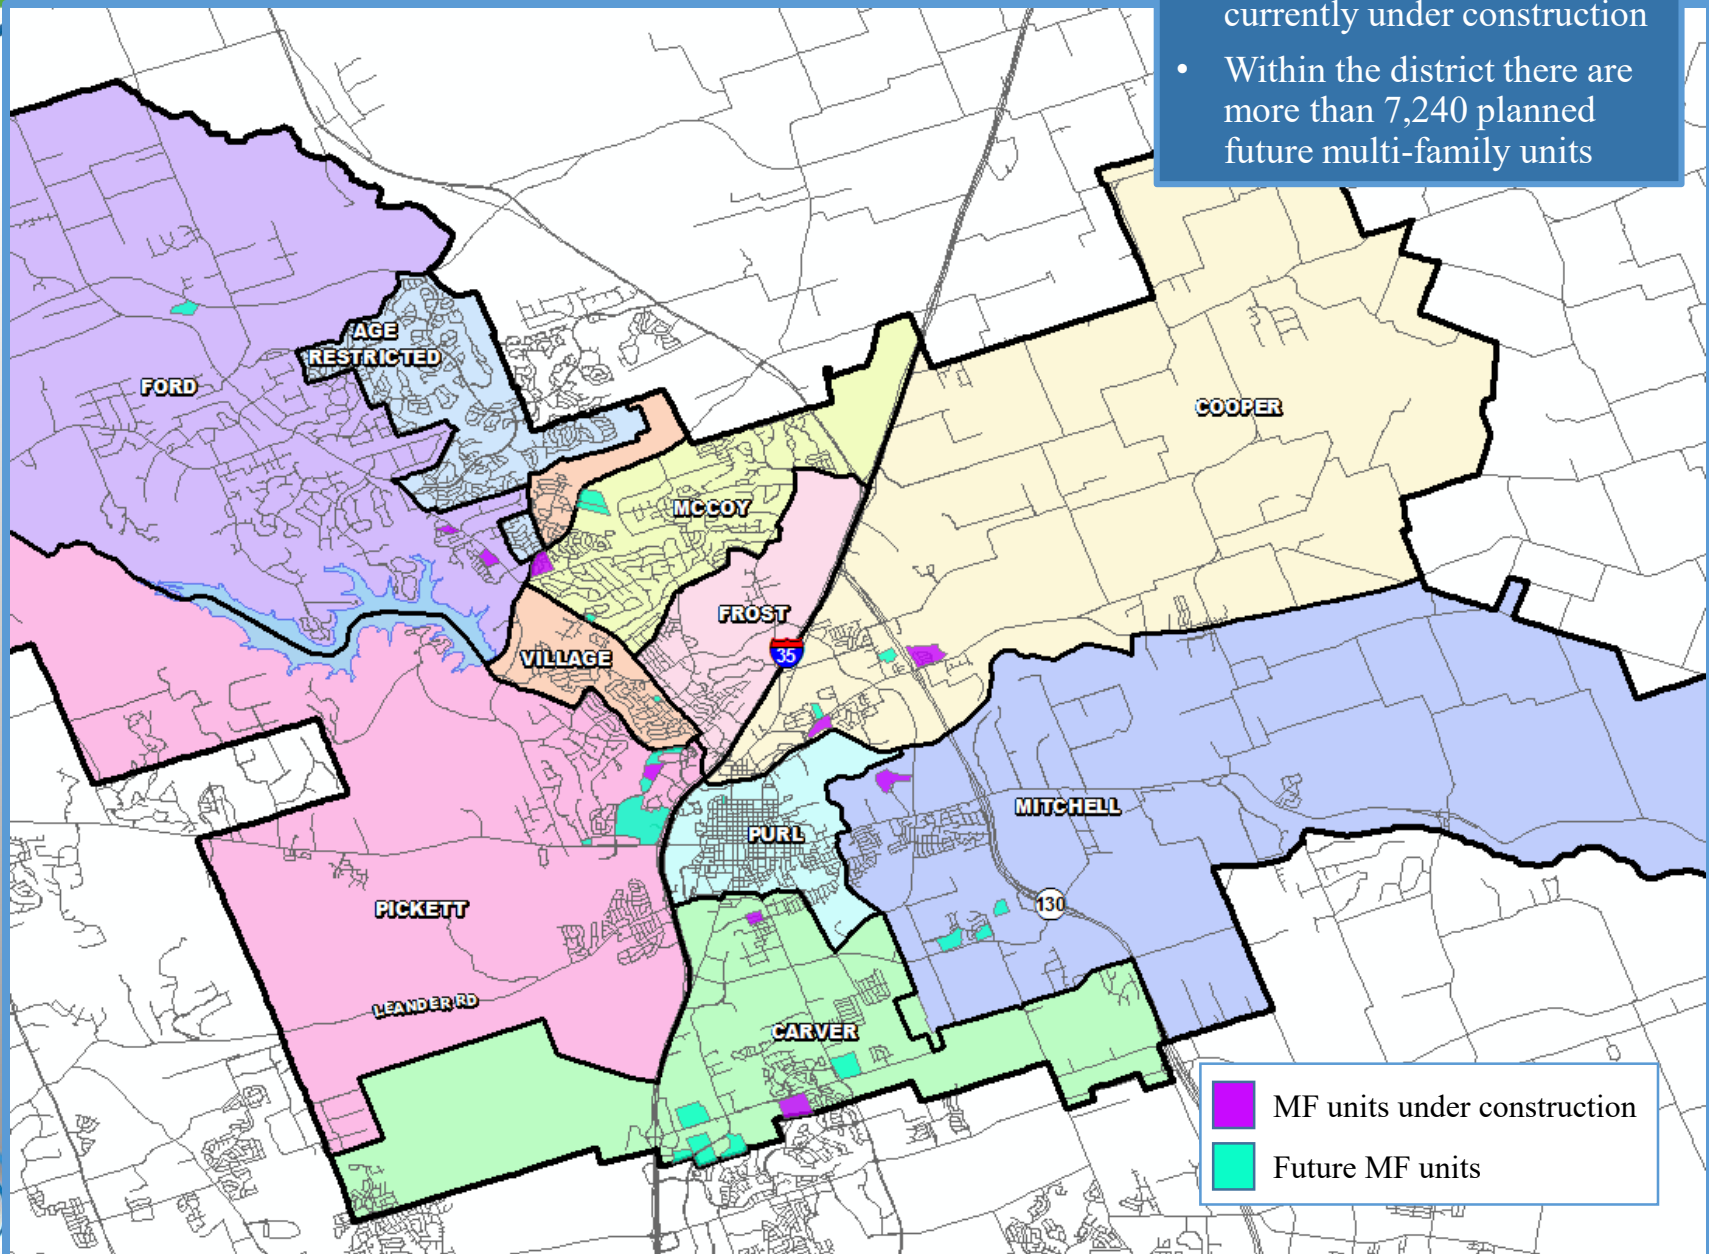 currently under construction
• Within the district there are
more than 7,240 planned
future multi-family units
AGE
RESTRICTED
FORD
COOPER
MCCOY
FROST
35
VILLAGE
MITCHELL
PURL
130
PICKETT
LEANDER RD
CARVER
MF units under construction
Future MF units